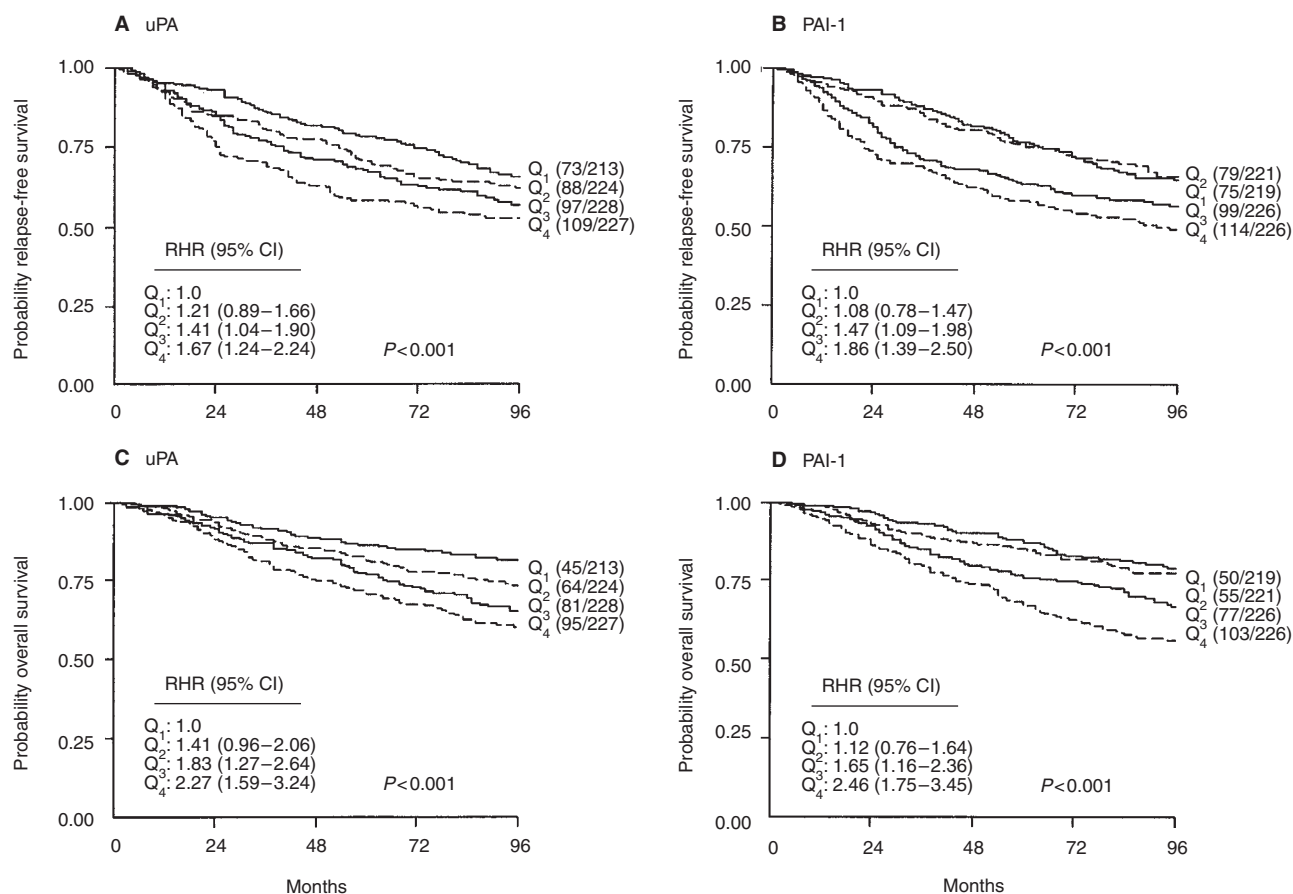 A uPA
Probability relapse-free survival
1.00
0.75
0.50
0.25
0.00
Q1 (73/213)
Q2 (88/224)
Q3 (97/228)
Q4 (109/227)
RHR (95% CI)
Q1: 1.0
Q2: 1.21 (0.89–1.66)
Q3: 1.41 (1.04–1.90)
Q4: 1.67 (1.24–2.24)
P<0.001
0 24 48 72 96
B PAI-1
Probability relapse-free survival
1.00
0.75
0.50
0.25
0.00
Q2 (79/221)
Q1 (75/219)
Q3 (99/226)
Q4 (114/226)
RHR (95% CI)
Q1: 1.0
Q2: 1.08 (0.78–1.47)
Q3: 1.47 (1.09–1.98)
Q4: 1.86 (1.39–2.50)
P<0.001
0 24 48 72 96
C uPA
Probability overall survival
1.00
0.75
0.50
0.25
0.00
Q1 (45/213)
Q2 (64/224)
Q3 (81/228)
Q4 (95/227)
RHR (95% CI)
Q1: 1.0
Q2: 1.41 (0.96–2.06)
Q3: 1.83 (1.27–2.64)
Q4: 2.27 (1.59–3.24)
P<0.001
0 24 48 72 96
Months
D PAI-1
Probability overall survival
1.00
0.75
0.50
0.25
0.00
Q1 (50/219)
Q2 (55/221)
Q3 (77/226)
Q4 (103/226)
RHR (95% CI)
Q1: 1.0
Q2: 1.12 (0.76–1.64)
Q3: 1.65 (1.16–2.36)
Q4: 2.46 (1.75–3.45)
P<0.001
0 24 48 72 96
Months